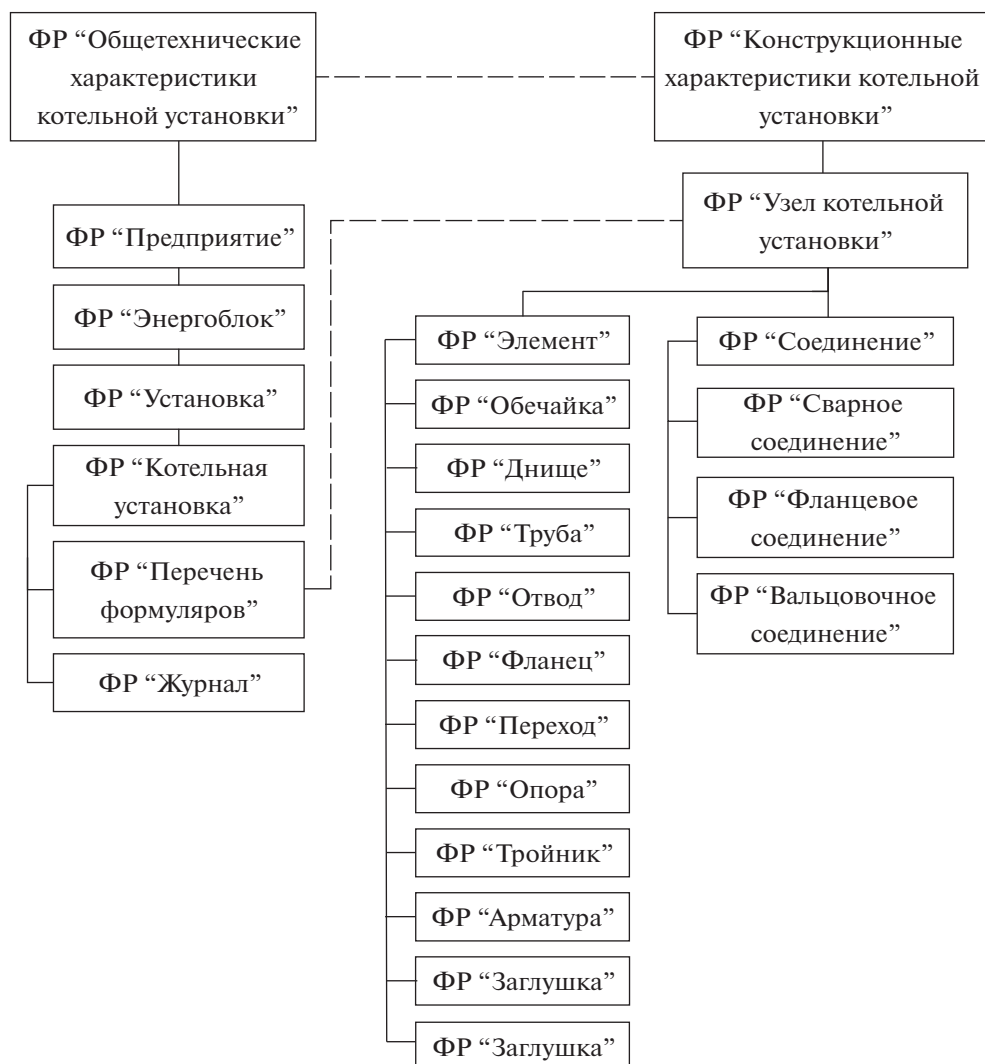 ФР “Общетехнические
характеристики
котельной установки”
ФР “Конструкционные
характеристики котельной
установки”
ФР “Предприятие”
ФР “Энергоблок”
ФР “Установка”
ФР “Котельная
установка”
ФР “Перечень
формуляров”
ФР “Журнал”
ФР “Узел котельной
установки”
ФР “Элемент”
ФР “Обечайка”
ФР “Днище”
ФР “Труба”
ФР “Отвод”
ФР “Фланец”
ФР “Переход”
ФР “Опора”
ФР “Тройник”
ФР “Арматура”
ФР “Заглушка”
ФР “Заглушка”
ФР “Соединение”
ФР “Сварное
соединение”
ФР “Фланцевое
соединение”
ФР “Вальцовочное
соединение”